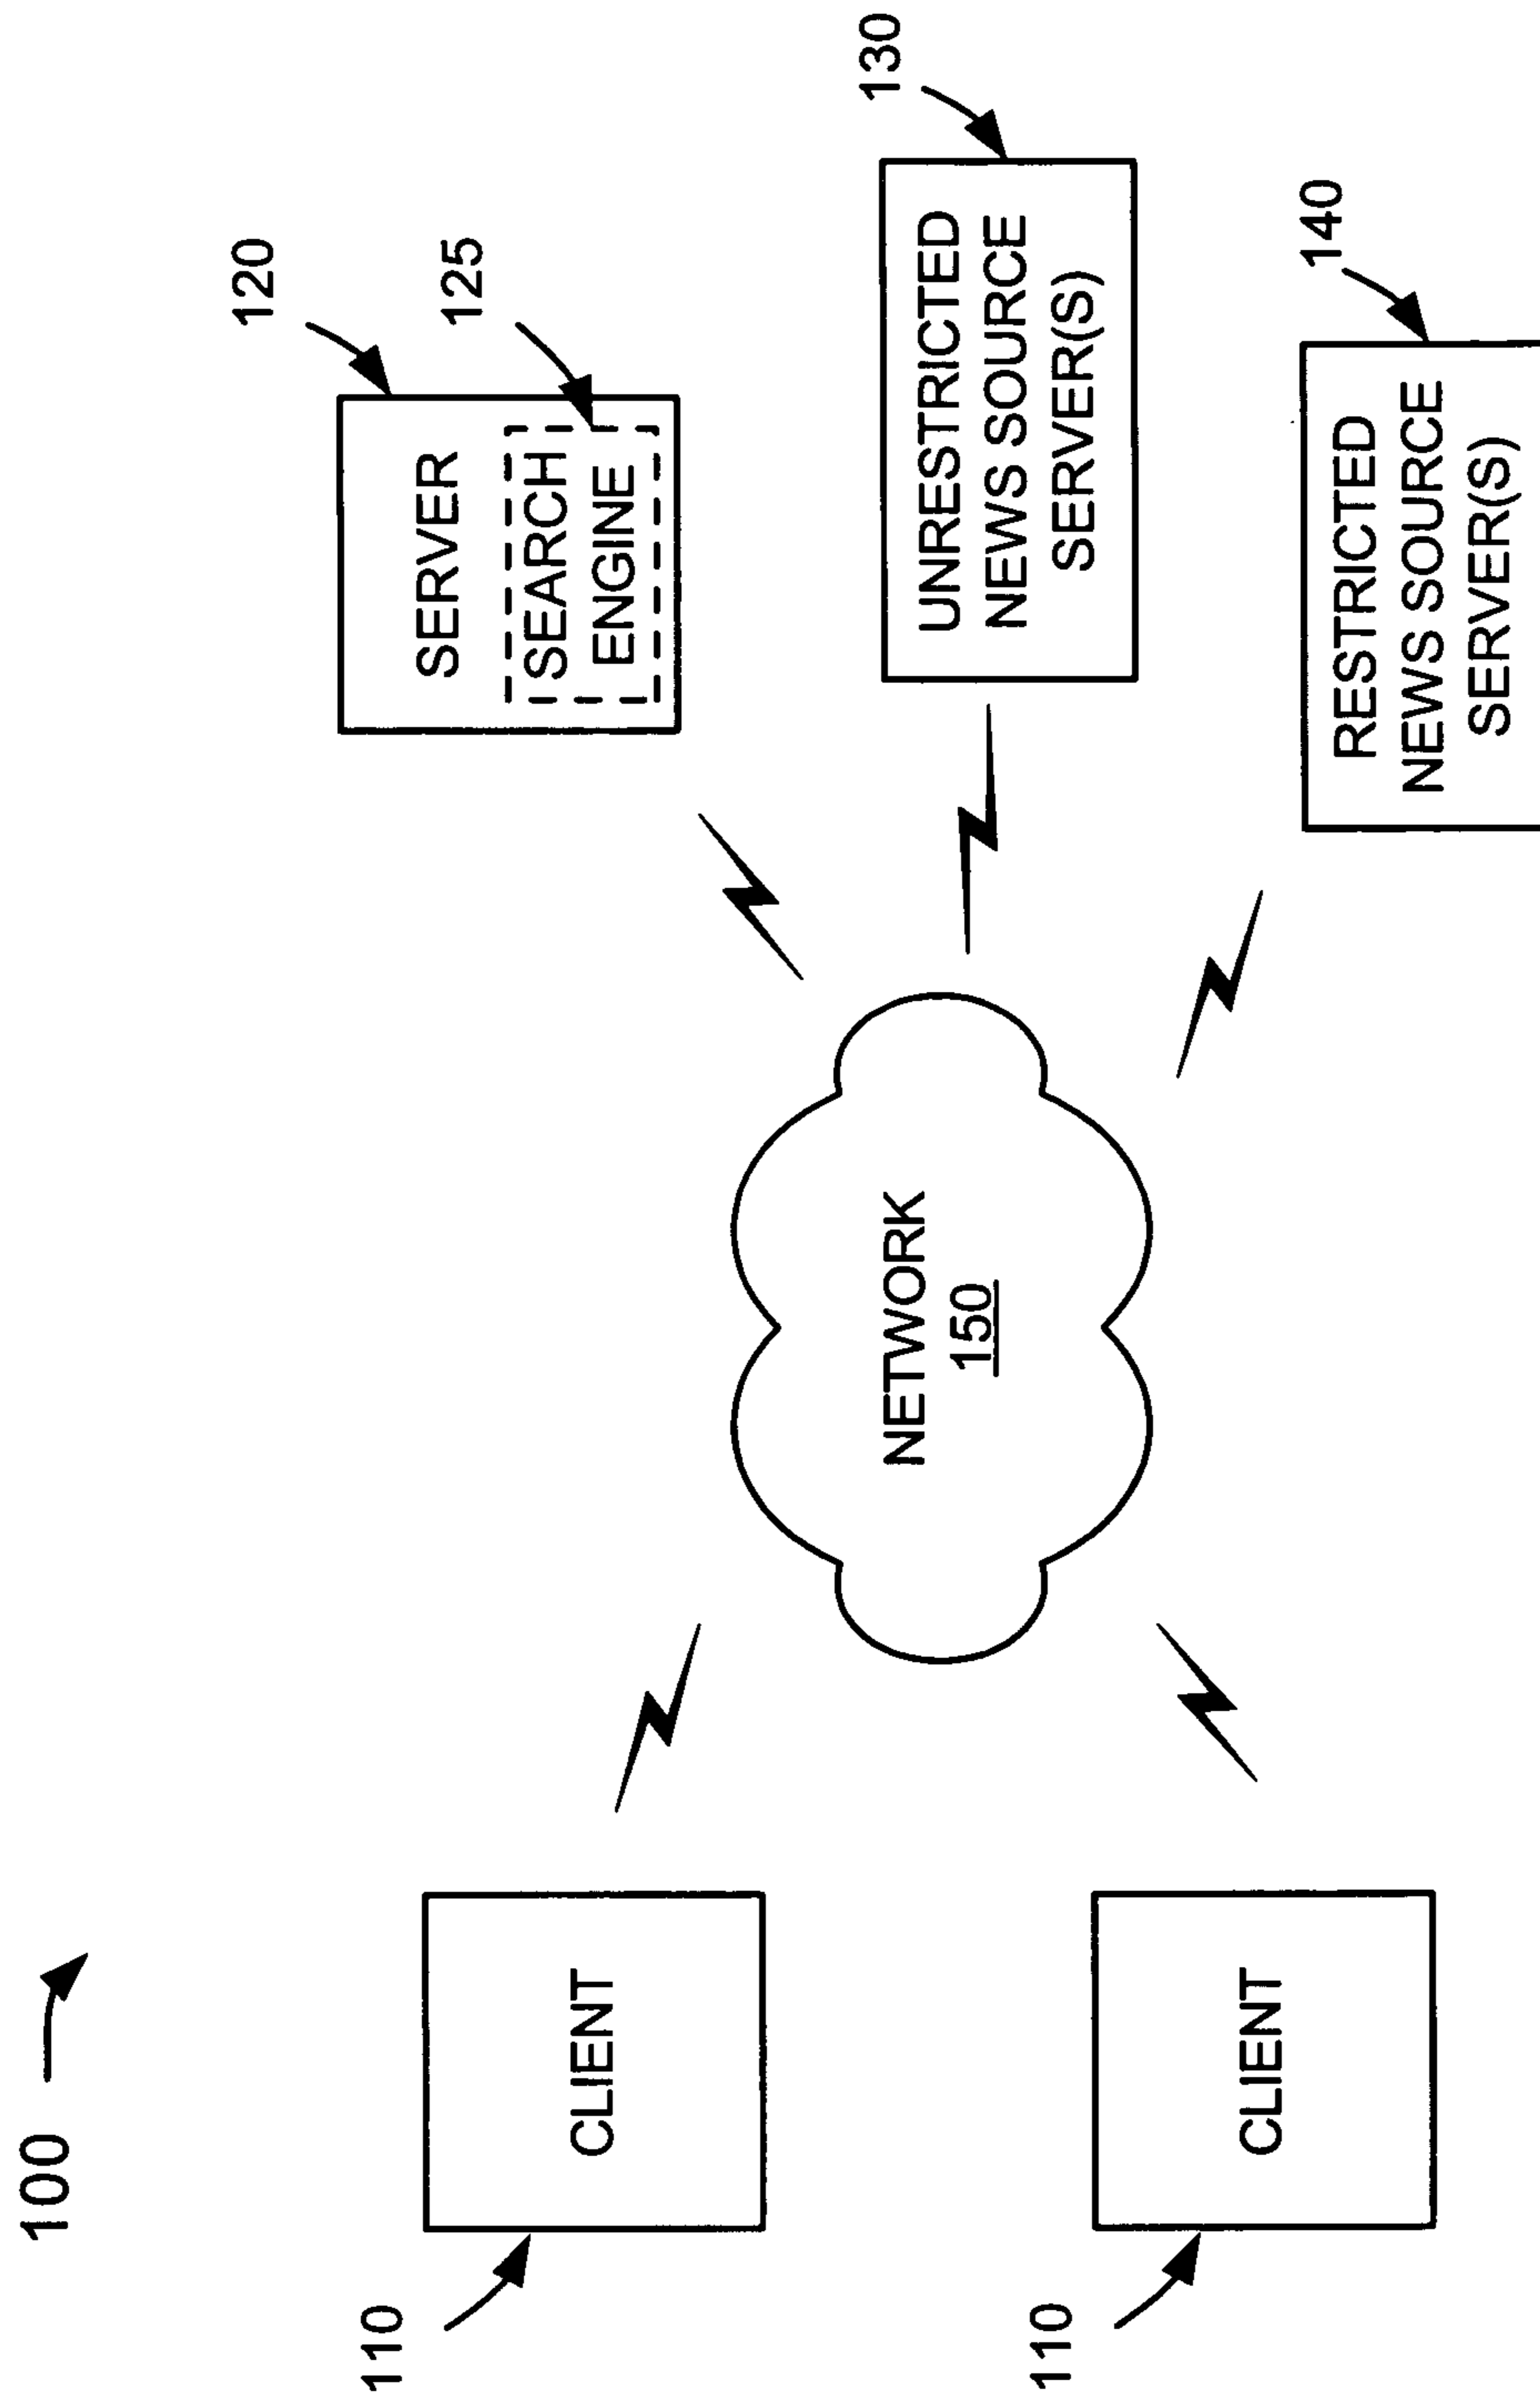 100
110
CLIENT
110
CLIENT
NETWORK
150
120
SERVER
125
SEARCH
ENGINE
130
UNRESTRICTED
NEWS SOURCE
SERVER(S)
140
RESTRICTED
NEWS SOURCE
SERVER(S)